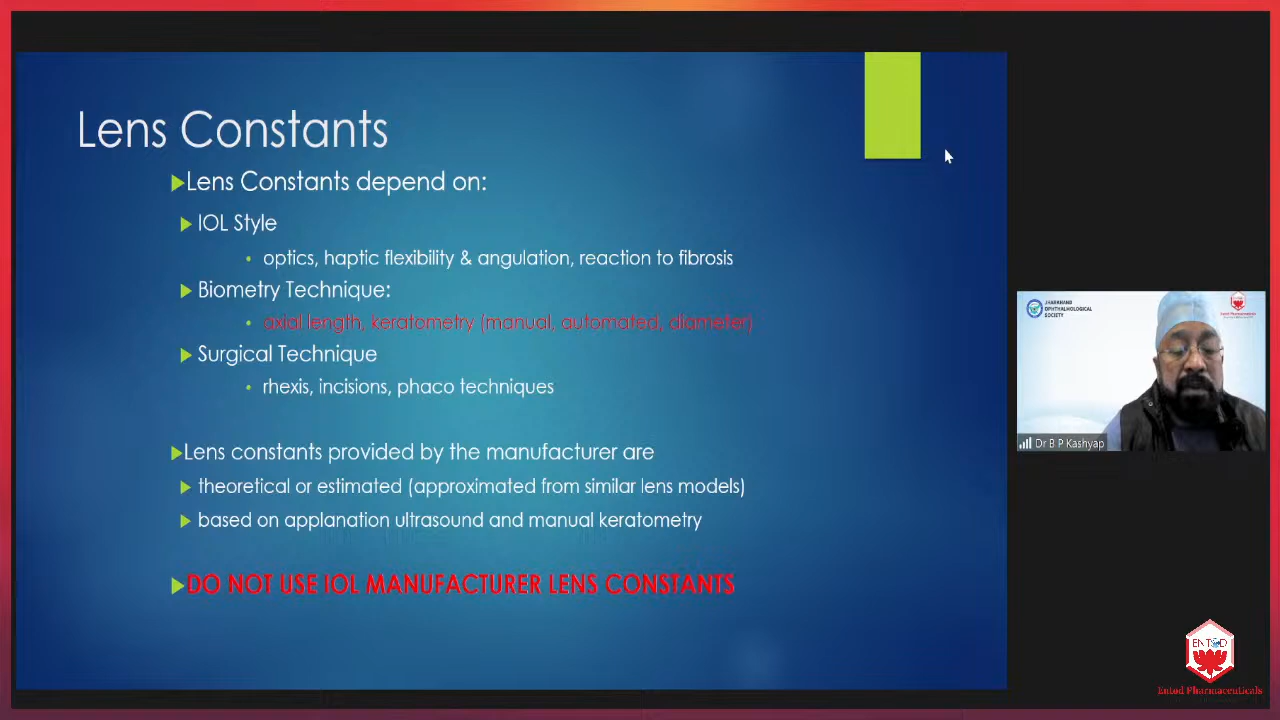 Lens Constants
Lens Constants depend on:
IOL Style
optics, haptic flexibility & angulation, reaction to fibrosis
Biometry Technique:
axial length, keratometry (manual, automated, diameter)
Surgical Technique
rhexis, incisions, phaco techniques
Lens constants provided by the manufacturer are
theoretical or estimated (approximated from similar lens models)
based on applanation ultrasound and manual keratometry
DO NOT USE IOL MANUFACTURER LENS CONSTANTS
JHARKHAND
OPHTHALMOLOGICAL
SOCIETY
Dr B P Kashyap
ENTOD
Entod Pharmaceuticals